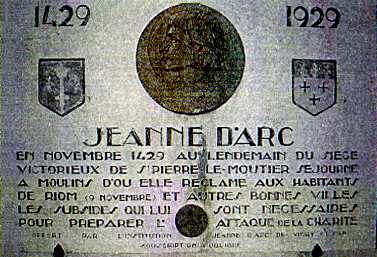 1429 1929
JEANNE D'ARC
EN NOVEMBRE 1429 AU LENDEMAIN DU SIEGE
VICTORIEUX DE ST PIERRE-LE-MOUTIER SEJOURNE
A MOULINS D'OU ELLE RECLAME AUX HABITANTS
DE RIOM (9 NOVEMBRE) ET AUTRES BONNES VILLES
LES SUBSIDES QUI LUI SONT NECESSAIRES
POUR PREPARER L'ATTAQUE DE LA CHARITE
OFFERT PAR L'INSTITUTION JEANNE D'ARC DE VICHY ET PAR
SOUSCRIPTION PUBLIQUE